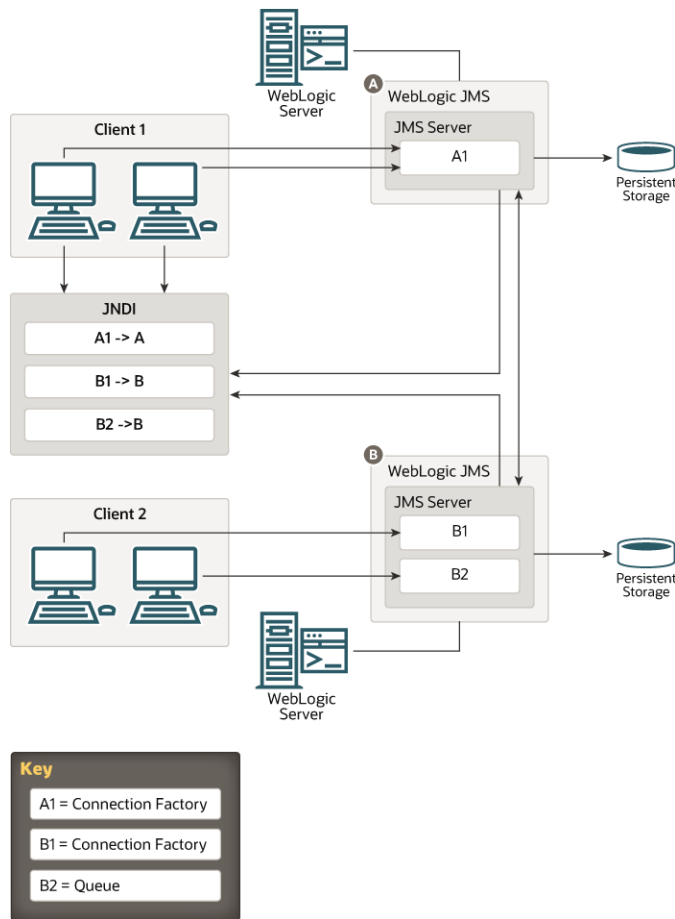 WebLogic
Server
A
WebLogic JMS
JMS Server
A1
Persistent
Storage
Client 1
JNDI
A1 -> A
B1 -> B
B2 ->B
B
WebLogic JMS
JMS Server
B1
B2
Persistent
Storage
Client 2
WebLogic
Server
Key
A1 = Connection Factory
B1 = Connection Factory
B2 = Queue